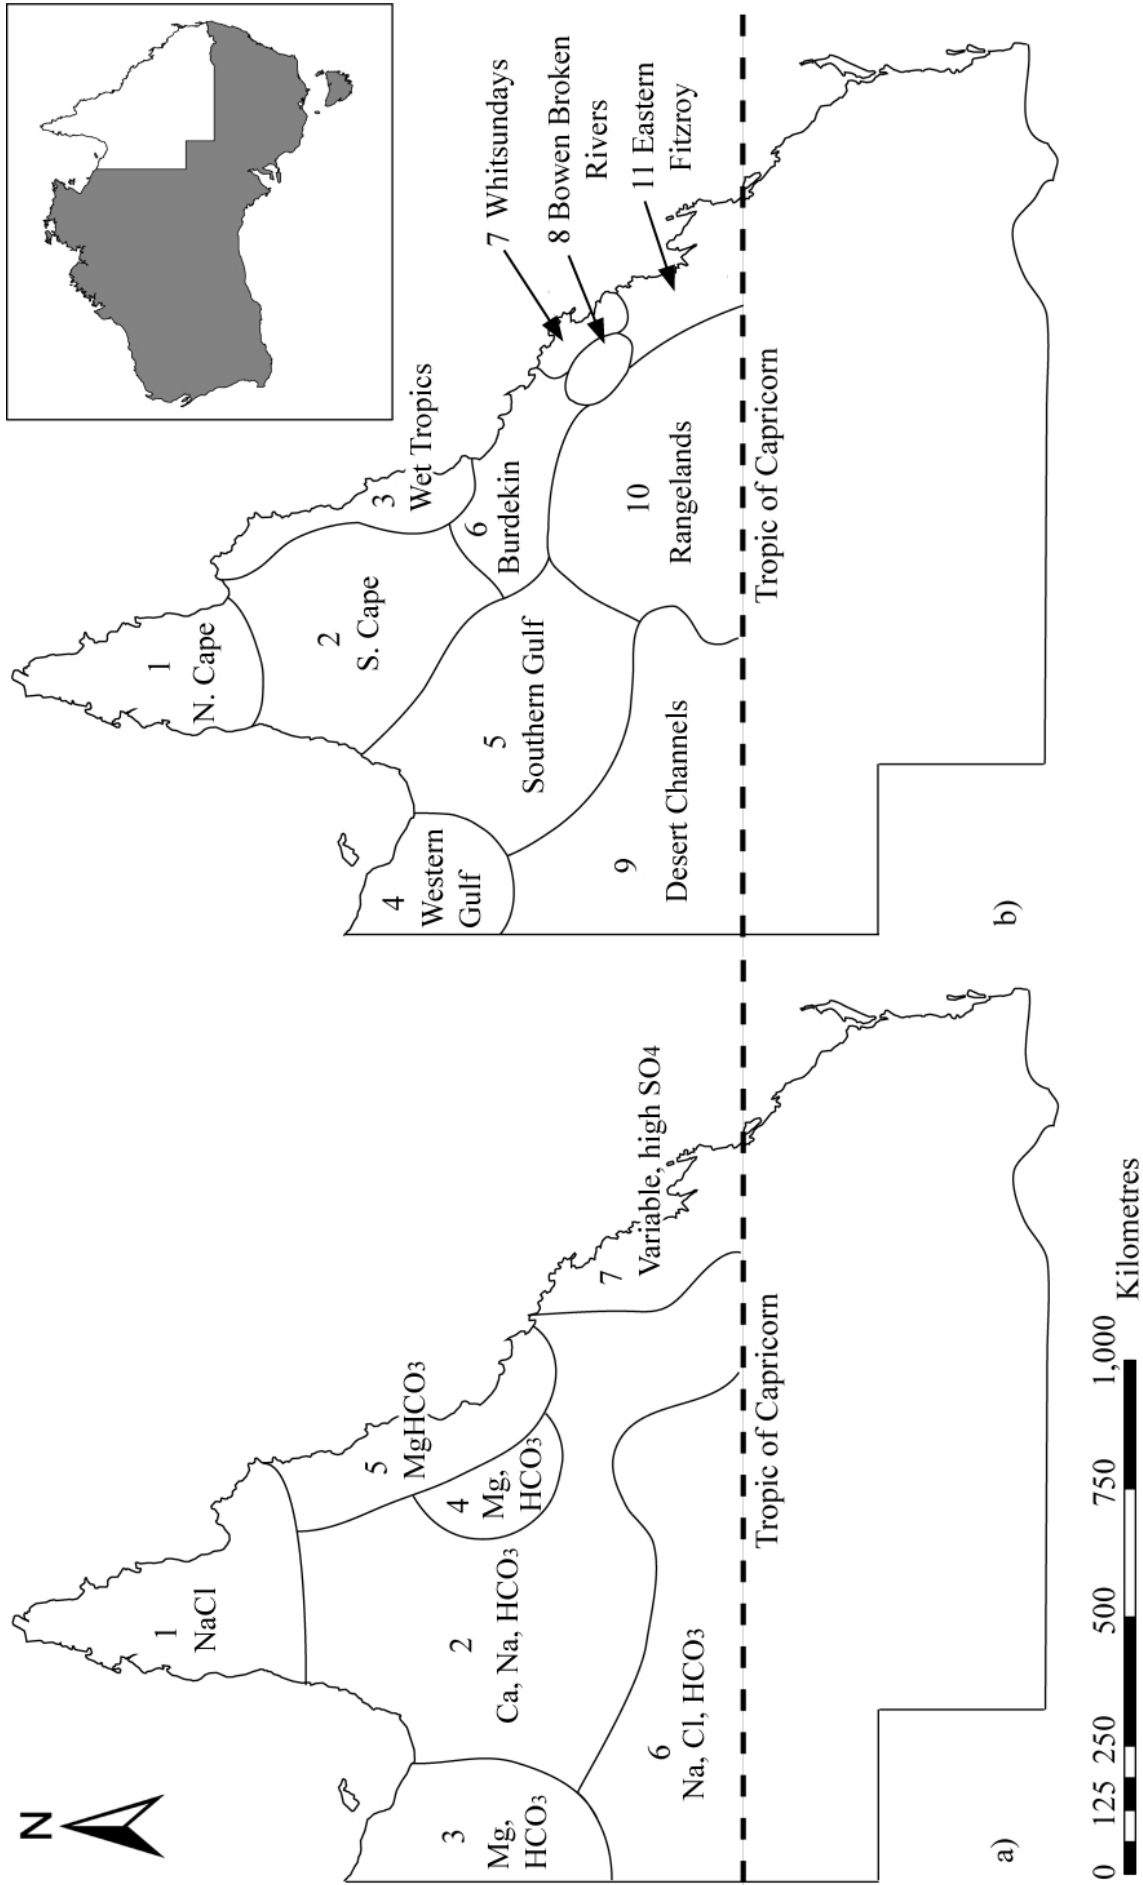 N
1
NaCl
2
Ca, Na, HCO3
3
Mg,
HCO3
4
Mg,
HCO3
5
MgHCO3
6
Na, Cl, HCO3
7
Variable, high SO4
Tropic of Capricorn
a)
0 125 250 500 750 1,000
Kilometres
1
N. Cape
2
S. Cape
3
Wet Tropics
4
Western
Gulf
5
Southern Gulf
6
Burdekin
7 Whitsundays
8 Bowen Broken
Rivers
9
Desert Channels
10
Rangelands
11 Eastern
Fitzroy
Tropic of Capricorn
b)